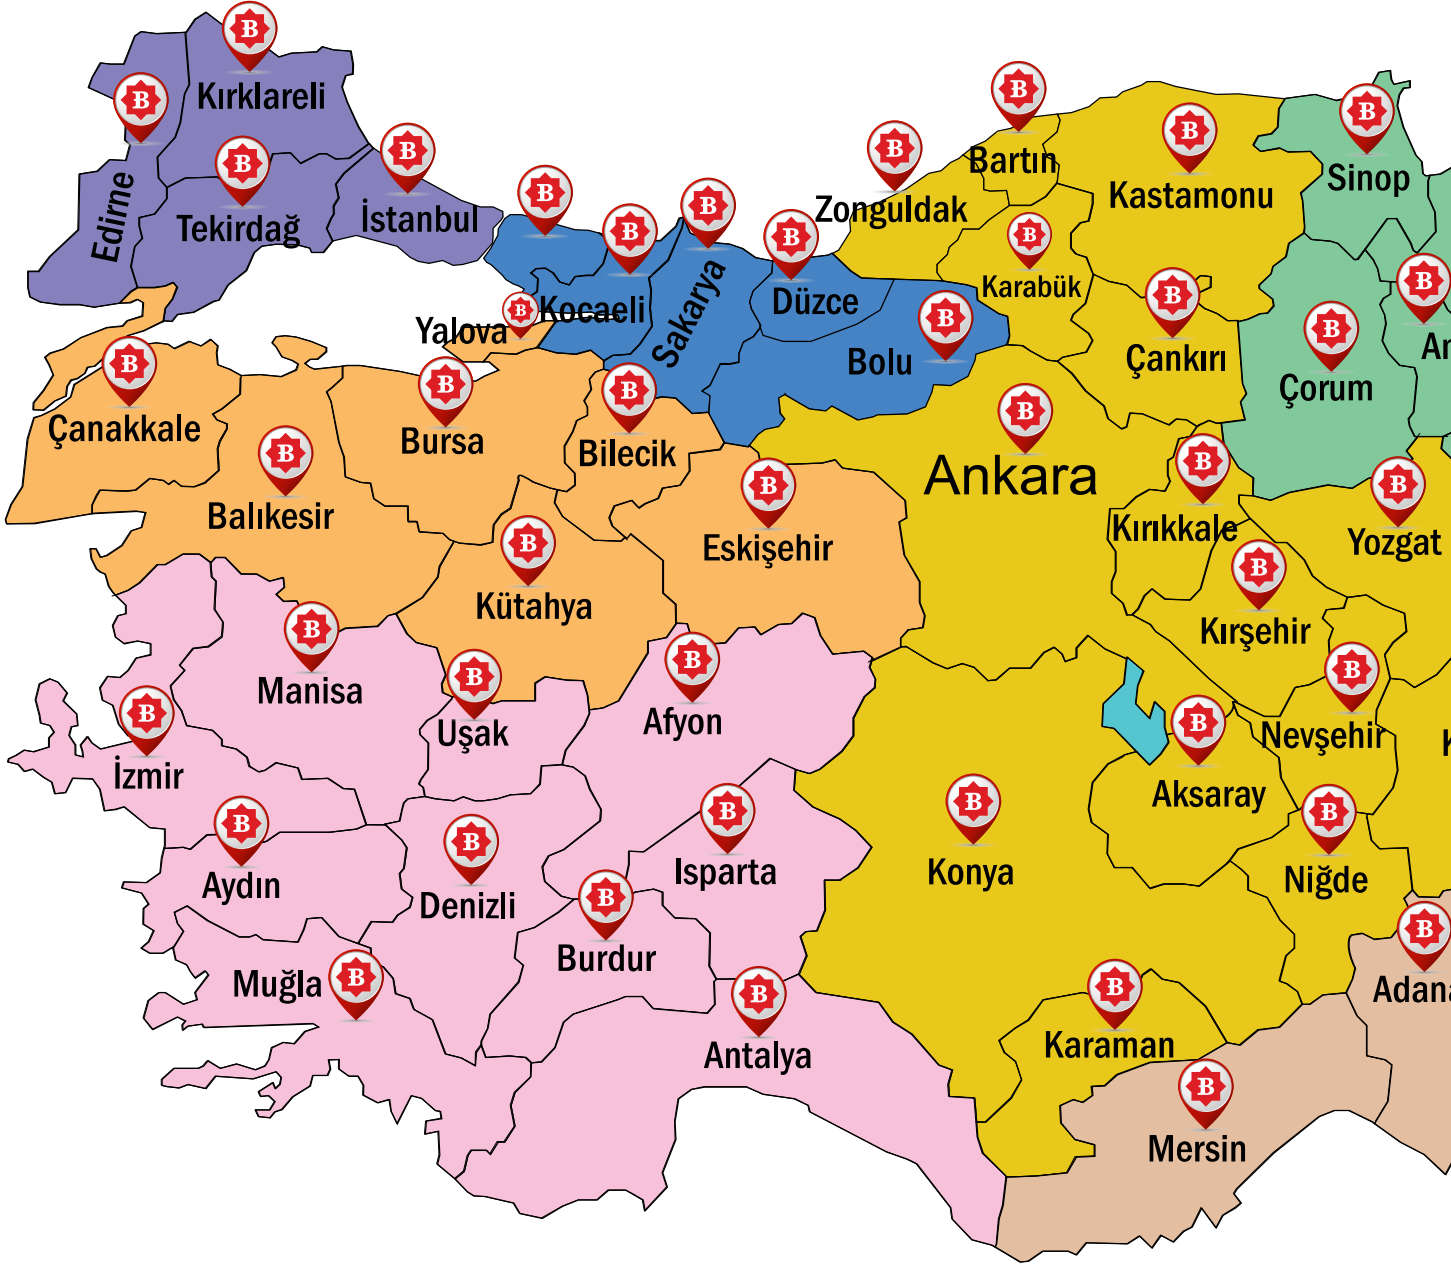 B
Kırklareli
B
Edirne
B
Tekirdağ
B
İstanbul
B
B
Kocaeli
B
Sakarya
B
Düzce
B
Bolu
B
Zonguldak
B
Bartın
B
Karabük
B
Kastamonu
B
Sinop
B
Çankırı
B
Çorum
B
Yalova
B
Çanakkale
B
Balıkesir
B
Bursa
B
Bilecik
B
Eskişehir
B
Kütahya
B
Ankara
B
Kırıkkale
B
Yozgat
B
Kırşehir
B
Nevşehir
B
Aksaray
B
Niğde
B
Konya
B
Karaman
B
Manisa
B
Uşak
B
Afyon
B
İzmir
B
Aydın
B
Denizli
B
Isparta
B
Burdur
B
Muğla
B
Antalya
B
Mersin
B
Adana
B